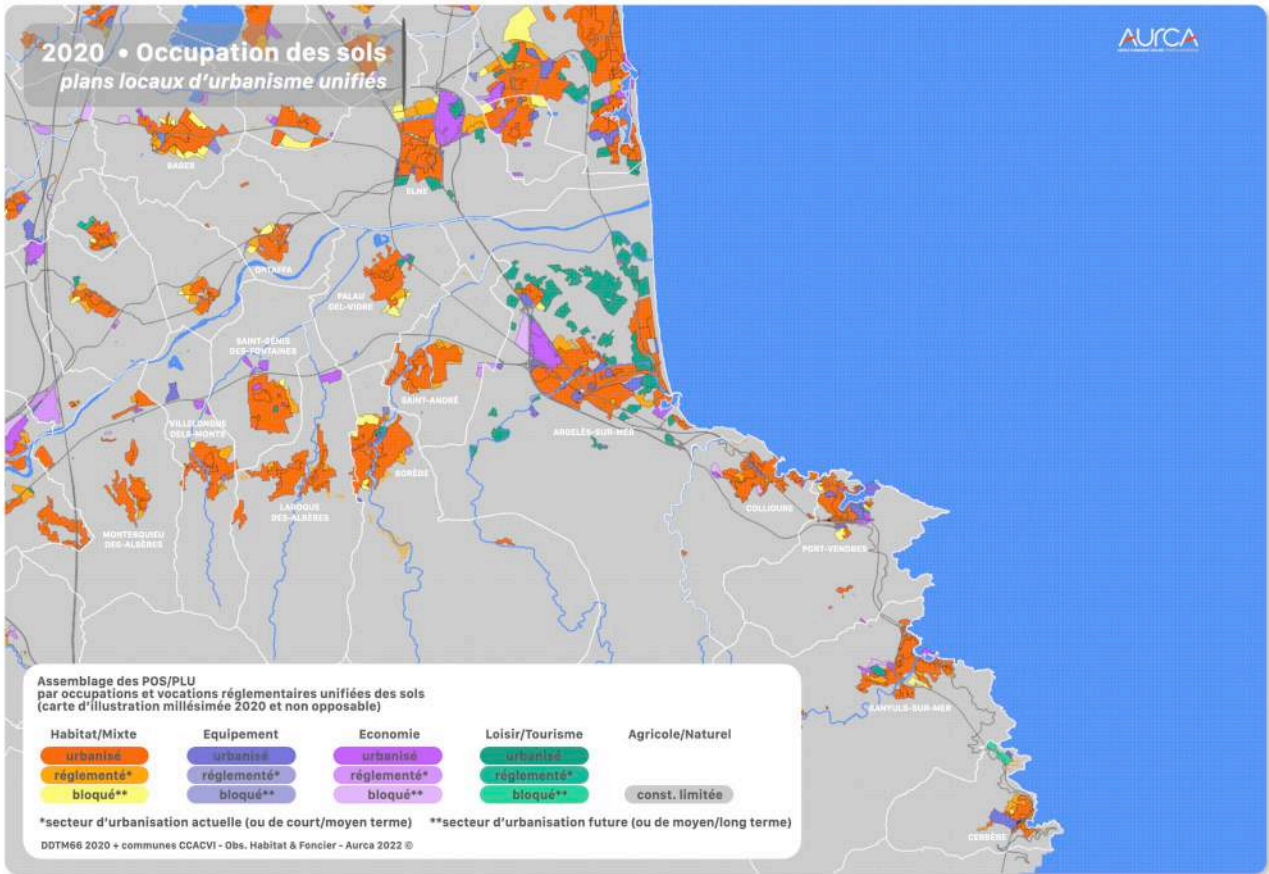 2020 • Occupation des sols
plans locaux d'urbanisme unifiés
AURCA
BAGES
ELNE
ORTAFFA
PALAU
DEL-VIDRE
SAINT-GÉNIS
DES-FONTAINES
SAINT-ANDRÉ
VILLELONGUE
DELS-MONTS
ARGELÈS-SUR-MER
SORÈDE
LAROQUE
DES-ALBÈRES
MONTESQUIEU
DES-ALBÈRES
COLLIOURE
PORT-VENDRES
BANYULS-SUR-MER
CERBÈRE
Assemblage des POS/PLU
par occupations et vocations réglementaires unifiées des sols
(carte d'illustration millésimée 2020 et non opposable)
Habitat/Mixte Equipement Economie Loisir/Tourisme Agricole/Naturel
urbanisé urbanisé urbanisé urbanisé
réglementé* réglementé* réglementé* réglementé*
bloqué** bloqué** bloqué** bloqué** const. limitée
*secteur d'urbanisation actuelle (ou de court/moyen terme) **secteur d'urbanisation future (ou de moyen/long terme)
DDTM66 2020 + communes CCACVI - Obs. Habitat & Foncier - Aurca 2022 ©